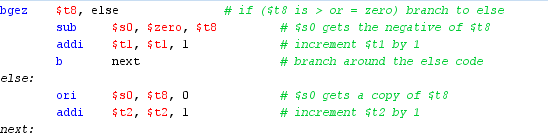 bgez $t8, else # if ($t8 is > or = zero) branch to else
sub $s0, $zero, $t8 # $s0 gets the negative of $t8
addi $t1, $t1, 1 # increment $t1 by 1
b next # branch around the else code
else:
ori $s0, $t8, 0 # $s0 gets a copy of $t8
addi $t2, $t2, 1 # increment $t2 by 1
next: